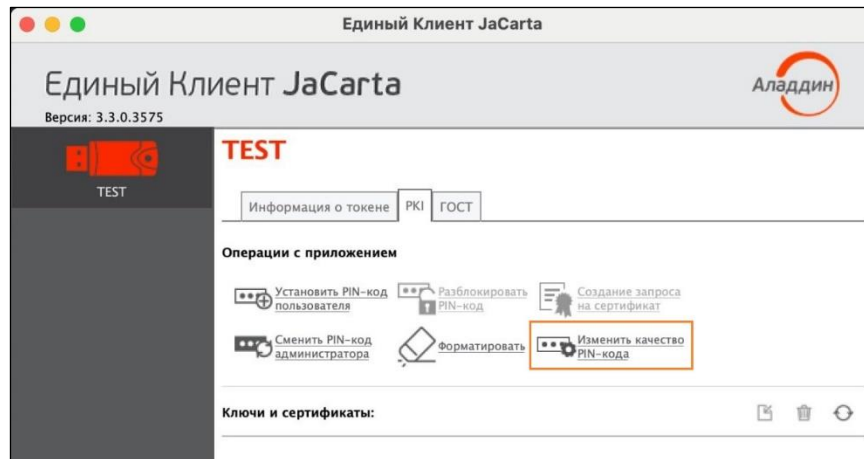 Единый Клиент JaCarta
Единый Клиент JaCarta
Аладдин
Версия: 3.3.0.3575
TEST
TEST
Информация о токене PKI ГОСТ
Операции с приложением
Установить PIN-код
пользователя
Разблокировать
PIN-код
Создание запроса
на сертификат
Сменить PIN-код
администратора
Форматировать
Изменить качество
PIN-кода
Ключи и сертификаты: